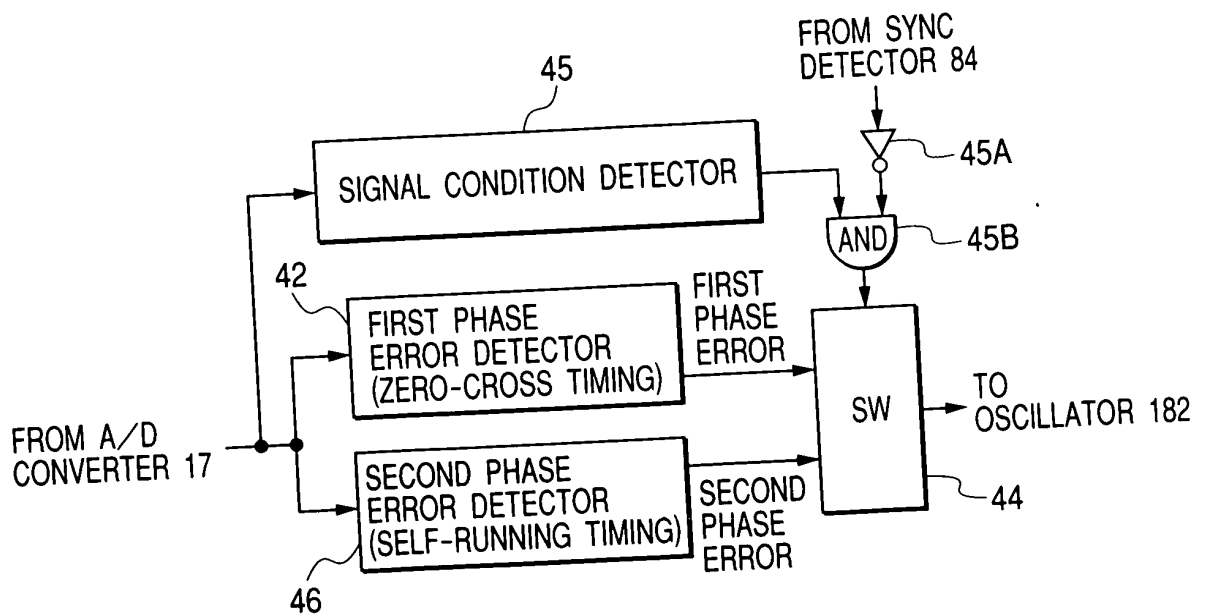 FROM SYNC
DETECTOR 84
45
45A
SIGNAL CONDITION DETECTOR
AND
45B
42
FIRST PHASE
ERROR DETECTOR
(ZERO-CROSS TIMING)
FIRST
PHASE
ERROR
SW
TO
OSCILLATOR 182
FROM A/D
CONVERTER 17
SECOND PHASE
ERROR DETECTOR
(SELF-RUNNING TIMING)
SECOND
PHASE
ERROR
44
46